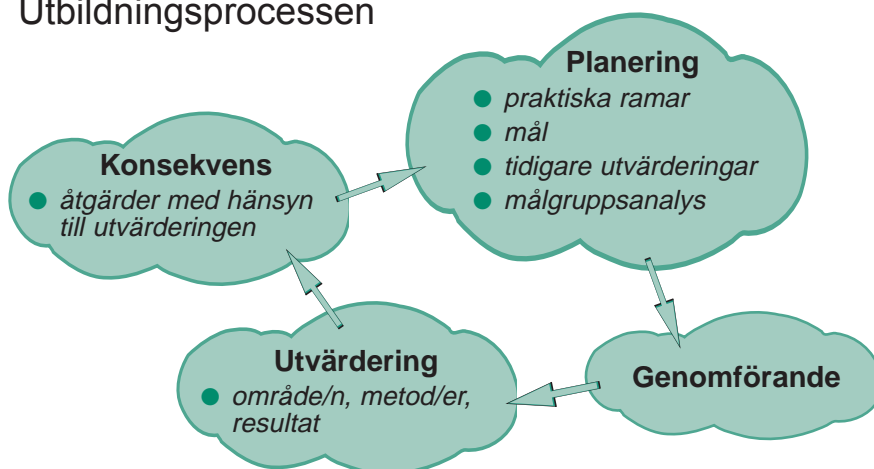 Utbildningsprocessen
Planering
● praktiska ramar
● mål
● tidigare utvärderingar
● målgruppsanalys
Konsekvens
● åtgärder med hänsyn
till utvärderingen
Utvärdering
● område/n, metod/er,
resultat
Genomförande